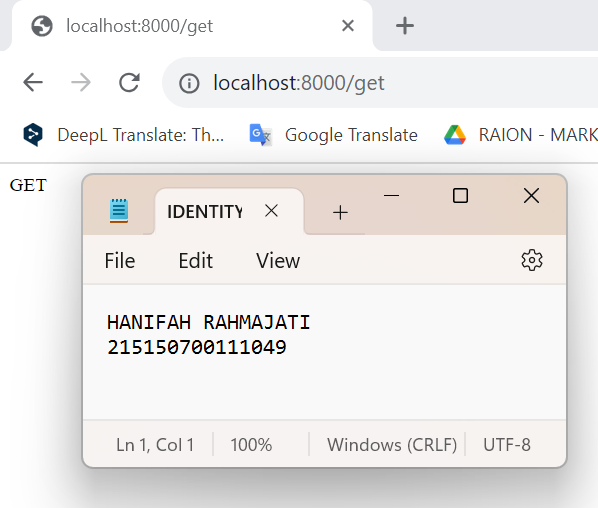 localhost:8000/get
localhost:8000/get
DeepL Translate: Th...
Google Translate
RAION - MARK
GET
IDENTITY
File Edit View
HANIFAH RAHMAJATI
215150700111049
Ln 1, Col 1
100%
Windows (CRLF)
UTF-8